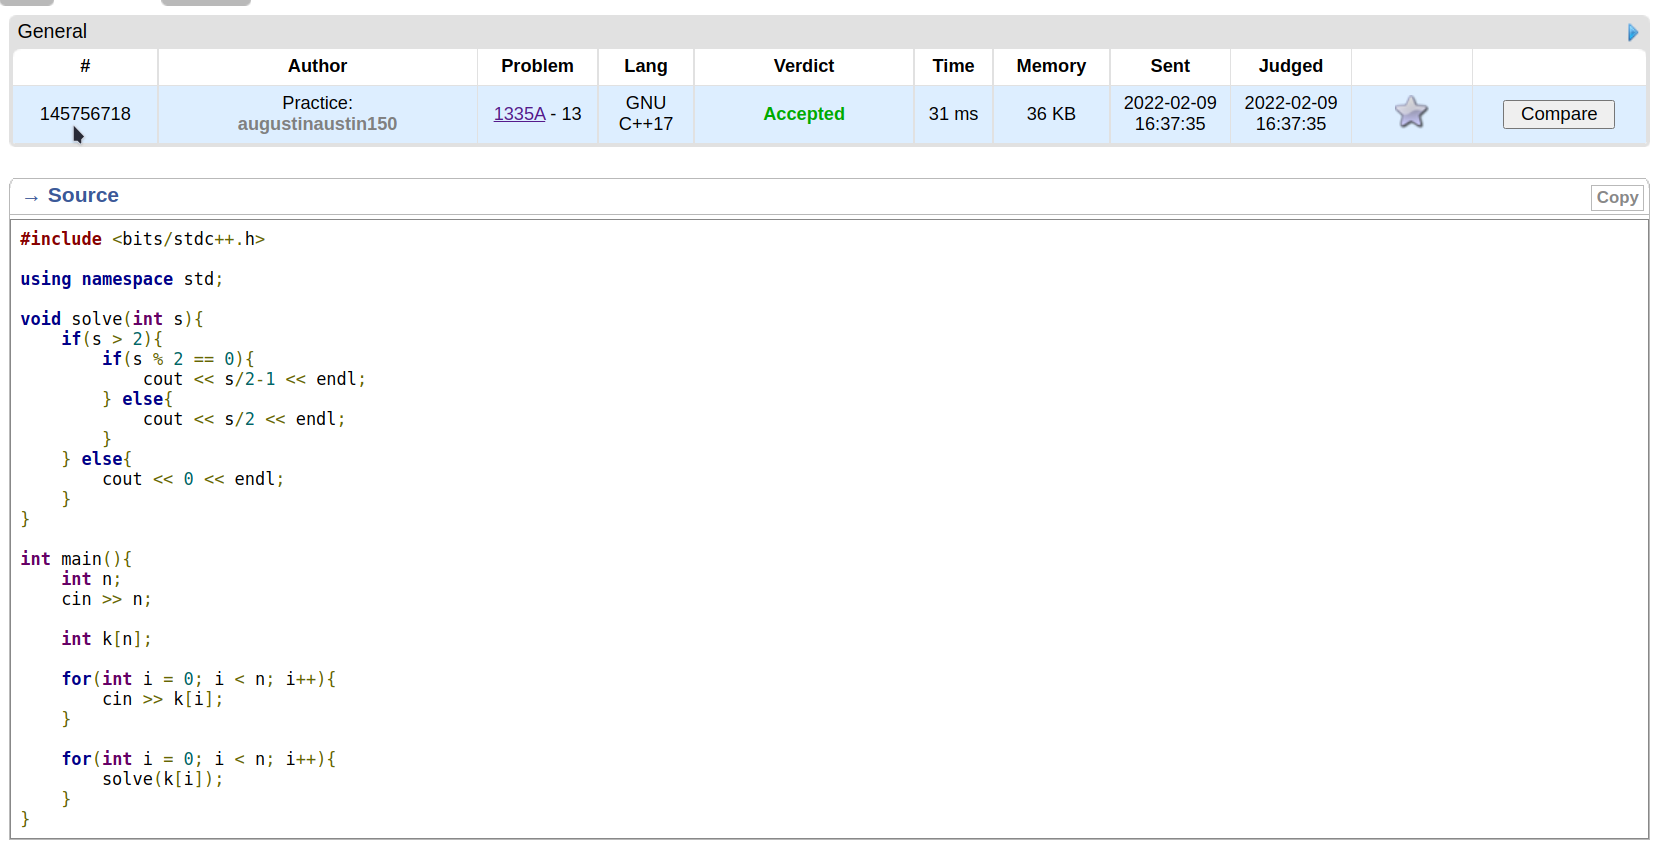 General
# Author Problem Lang Verdict Time Memory Sent Judged
145756718 Practice: augustinaustin150 1335A - 13 GNU C++17 Accepted 31 ms 36 KB 2022-02-09 16:37:35 2022-02-09 16:37:35 Compare
→ Source Copy
#include <bits/stdc++.h>
using namespace std;
void solve(int s){
    if(s > 2){
        if(s % 2 == 0){
            cout << s/2-1 << endl;
        } else{
            cout << s/2 << endl;
        }
    } else{
        cout << 0 << endl;
    }
}
int main(){
    int n;
    cin >> n;
    int k[n];
    for(int i = 0; i < n; i++){
        cin >> k[i];
    }
    for(int i = 0; i < n; i++){
        solve(k[i]);
    }
}